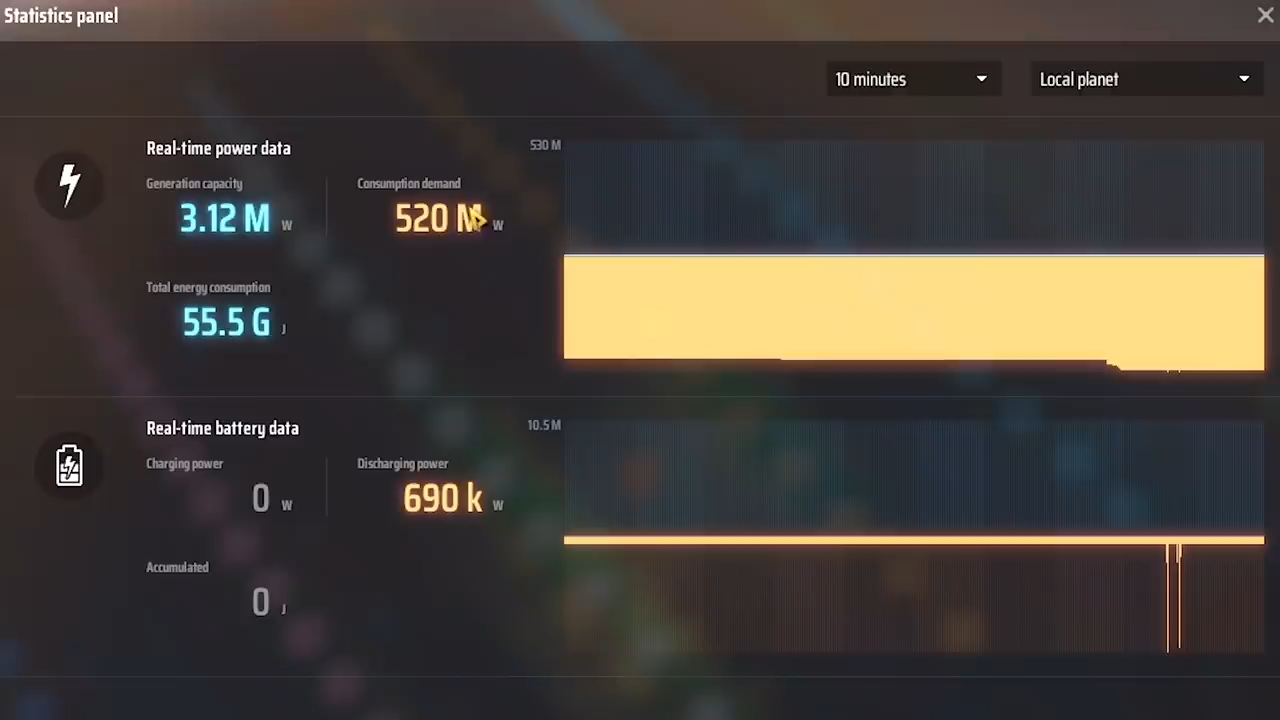 Statistics panel
10 minutes
Local planet
Real-time power data
530 M
Generation capacity
Consumption demand
3.12 M W
520 M W
Total energy consumption
55.5 G J
Real-time battery data
10.5 M
Charging power
Discharging power
0 W
690 k W
Accumulated
0 J